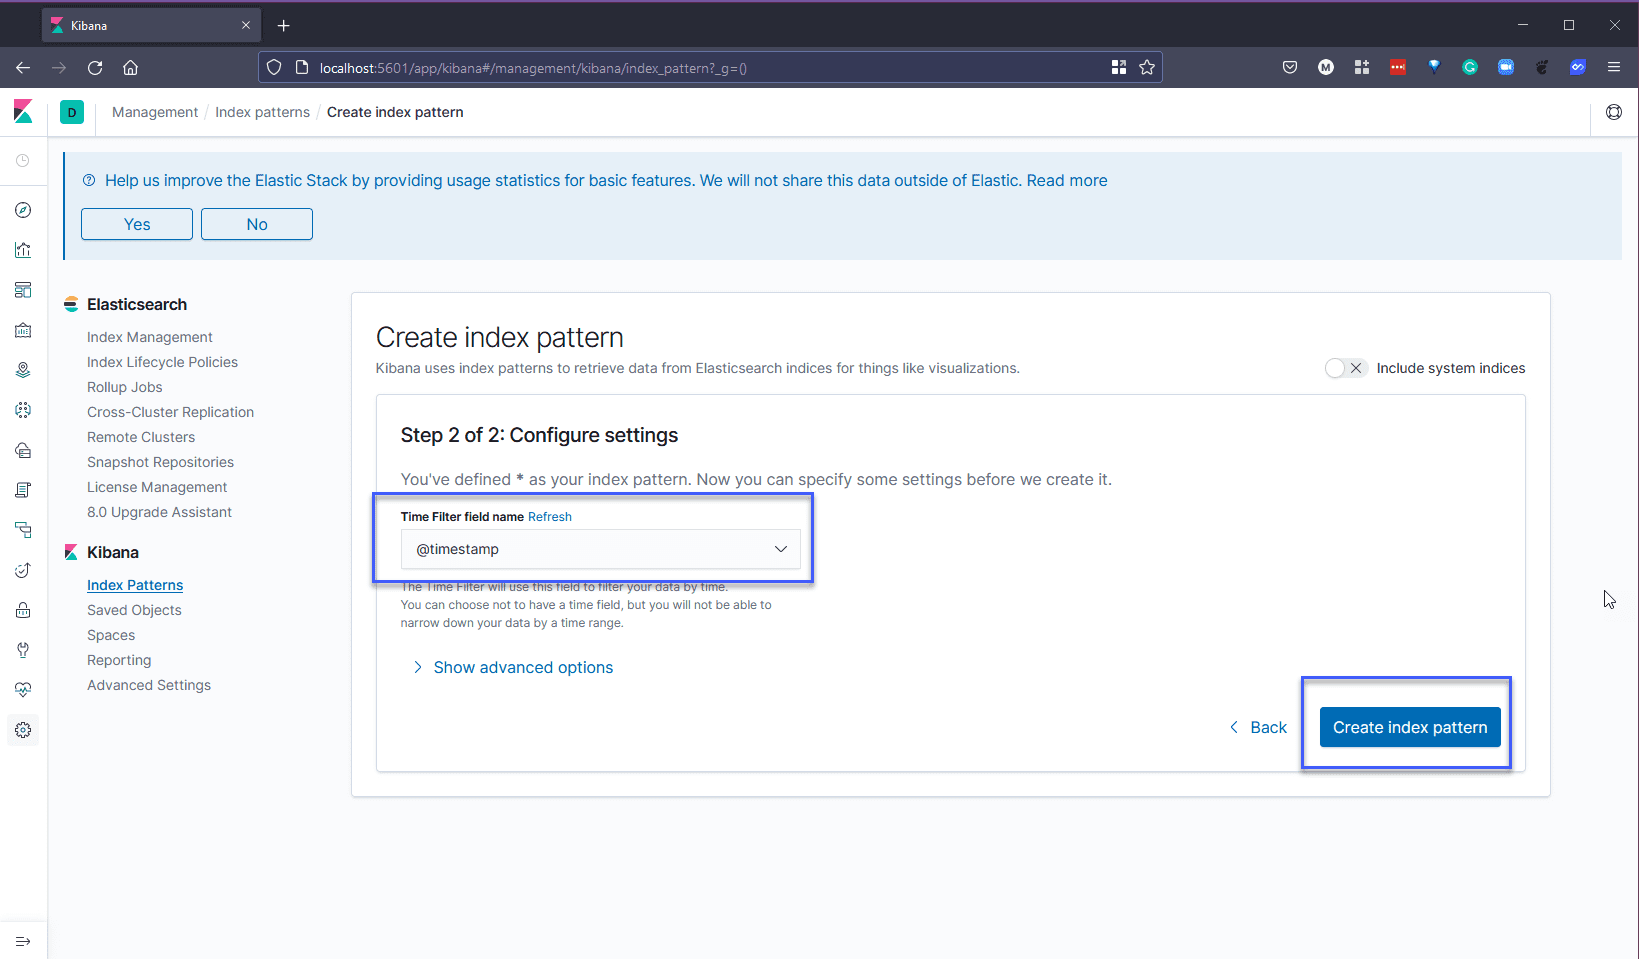 Kibana
localhost:5601/app/kibana#/management/kibana/index_pattern?_g=()
M
D
Management / Index patterns / Create index pattern
Help us improve the Elastic Stack by providing usage statistics for basic features. We will not share this data outside of Elastic. Read more
Yes No
Elasticsearch
Index Management
Index Lifecycle Policies
Rollup Jobs
Cross-Cluster Replication
Remote Clusters
Snapshot Repositories
License Management
8.0 Upgrade Assistant
Kibana
Index Patterns
Saved Objects
Spaces
Reporting
Advanced Settings
Create index pattern
Kibana uses index patterns to retrieve data from Elasticsearch indices for things like visualizations.
Include system indices
Step 2 of 2: Configure settings
You've defined * as your index pattern. Now you can specify some settings before we create it.
Time Filter field name Refresh
@timestamp
The Time Filter will use this field to filter your data by time.
You can choose not to have a time field, but you will not be able to
narrow down your data by a time range.
Show advanced options
Back
Create index pattern